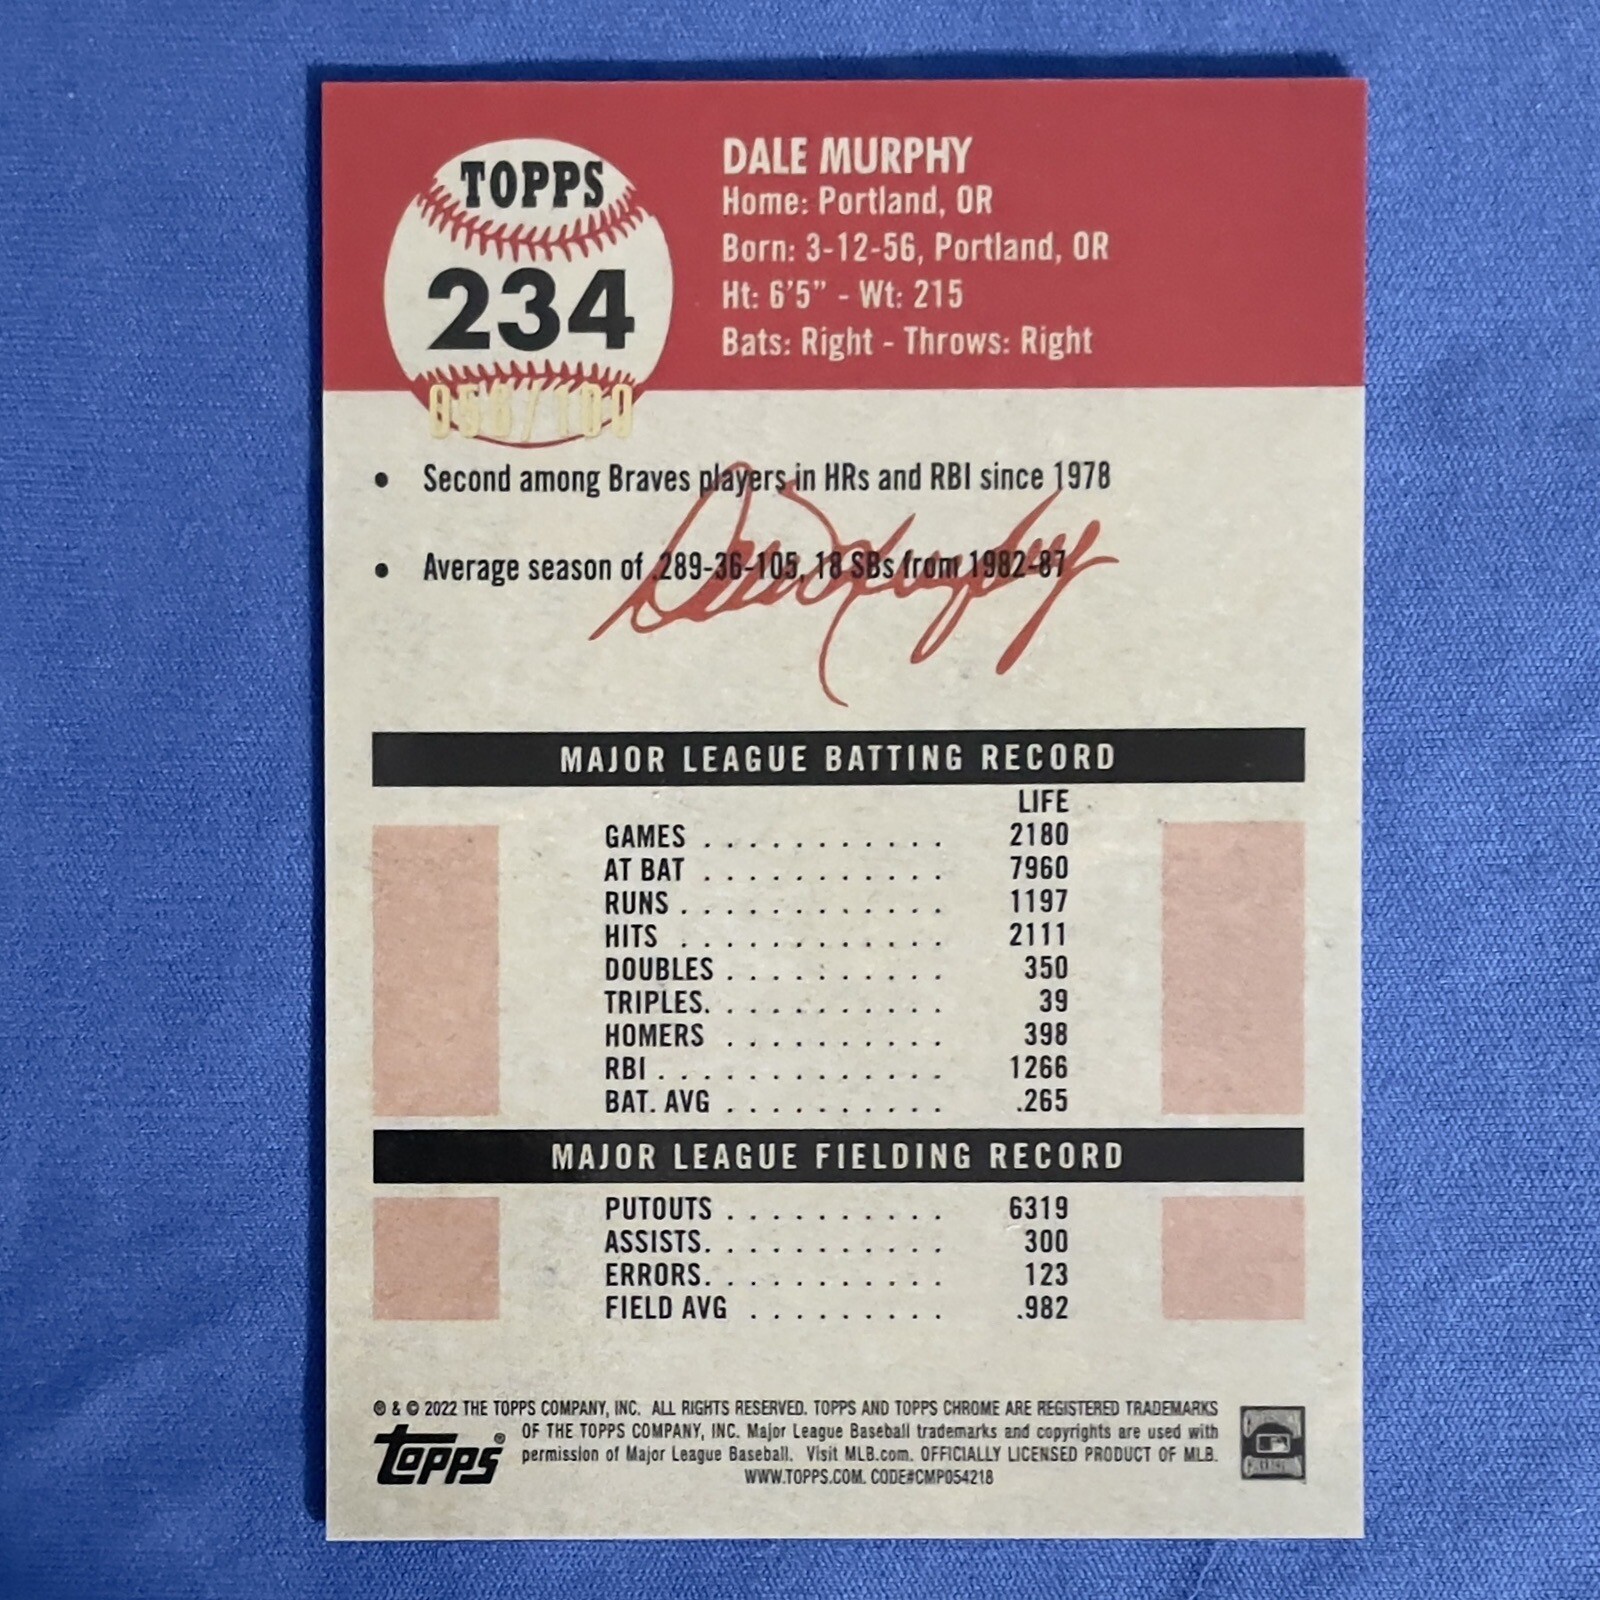 TOPPS
234
DALE MURPHY
Home: Portland, OR
Born: 3-12-56, Portland, OR
Ht: 6'5" - Wt: 215
Bats: Right - Throws: Right
• Second among Braves players in HRs and RBI since 1978
• Average season of .289-36-105, 18 SBs from 1982-87
Dale Murphy
MAJOR LEAGUE BATTING RECORD
LIFE
GAMES . . . . . . . . . . . 2180
AT BAT . . . . . . . . . . . 7960
RUNS . . . . . . . . . . . . 1197
HITS . . . . . . . . . . . . 2111
DOUBLES . . . . . . . . . . 350
TRIPLES. . . . . . . . . . . 39
HOMERS . . . . . . . . . . 398
RBI . . . . . . . . . . . . . 1266
BAT. AVG . . . . . . . . . . .265
MAJOR LEAGUE FIELDING RECORD
PUTOUTS . . . . . . . . . . 6319
ASSISTS. . . . . . . . . . . 300
ERRORS. . . . . . . . . . . 123
FIELD AVG . . . . . . . . . .982
® & © 2022 THE TOPPS COMPANY, INC. ALL RIGHTS RESERVED. TOPPS AND TOPPS CHROME ARE REGISTERED TRADEMARKS
OF THE TOPPS COMPANY, INC. Major League Baseball trademarks and copyrights are used with
permission of Major League Baseball. Visit MLB.com. OFFICIALLY LICENSED PRODUCT OF MLB.
WWW.TOPPS.COM. CODE#CMP054218
topps®